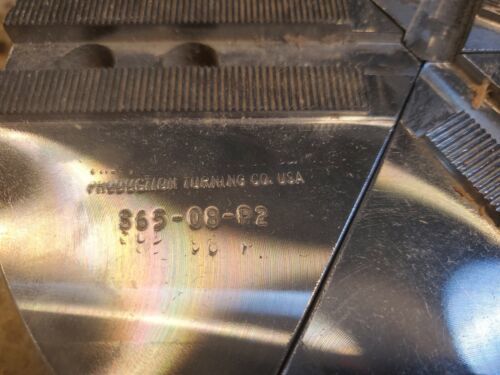 PRODUCTION TURNING CO. USA
S65-08-P2